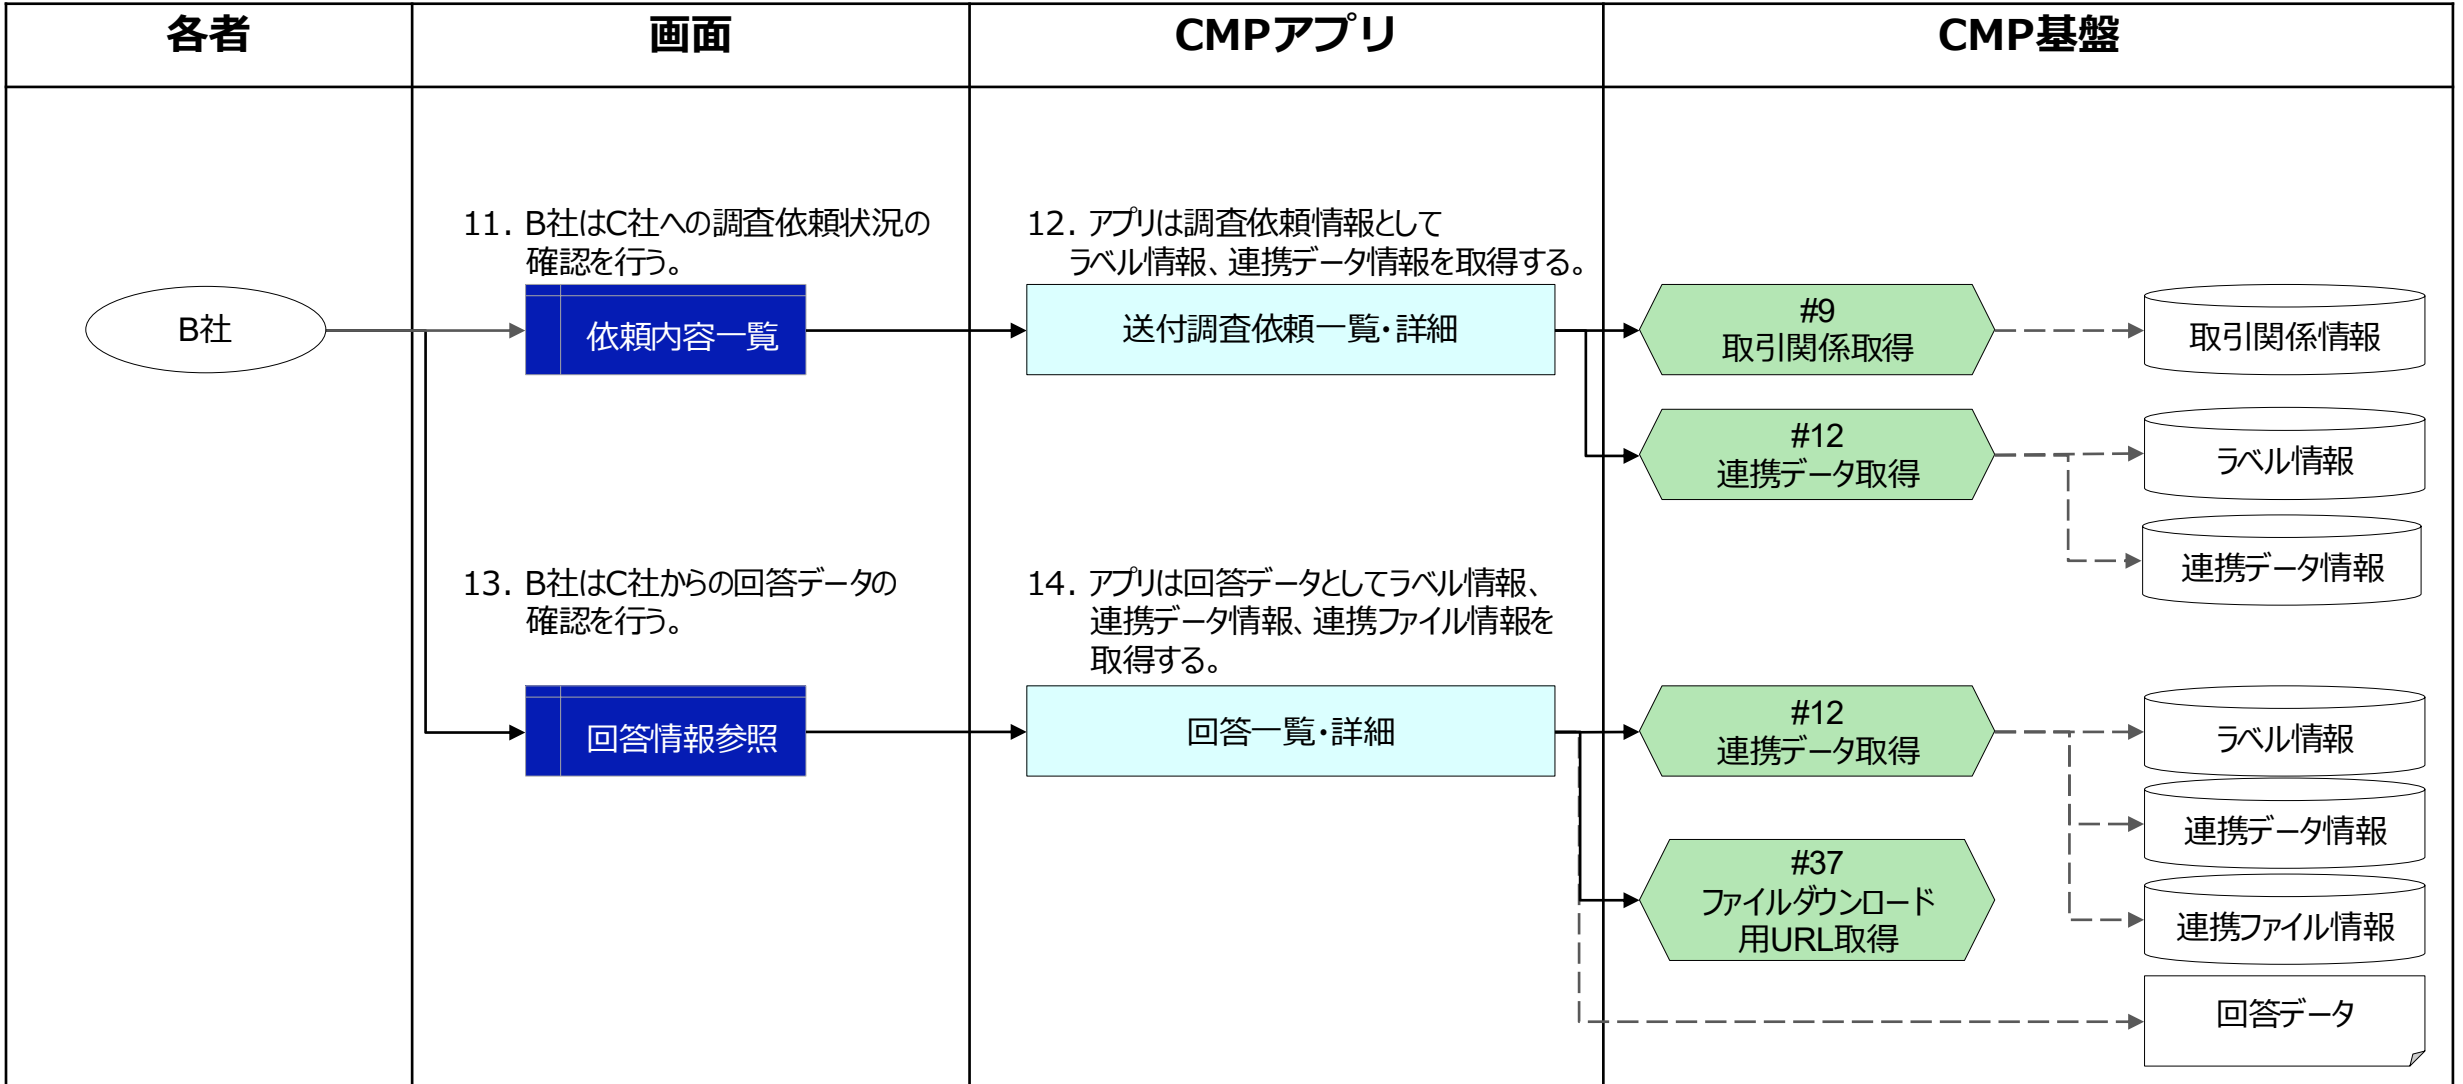 各者
画面
CMPアプリ
CMP基盤
11. B社はC社への調査依頼状況の
確認を行う。
12. アプリは調査依頼情報として
ラベル情報、連携データ情報を取得する。
B社
依頼内容一覧
送付調査依頼一覧・詳細
#9
取引関係取得
取引関係情報
#12
連携データ取得
ラベル情報
連携データ情報
13. B社はC社からの回答データの
確認を行う。
14. アプリは回答データとしてラベル情報、
連携データ情報、連携ファイル情報を
取得する。
回答情報参照
回答一覧・詳細
#12
連携データ取得
ラベル情報
連携データ情報
#37
ファイルダウンロード
用URL取得
連携ファイル情報
回答データ